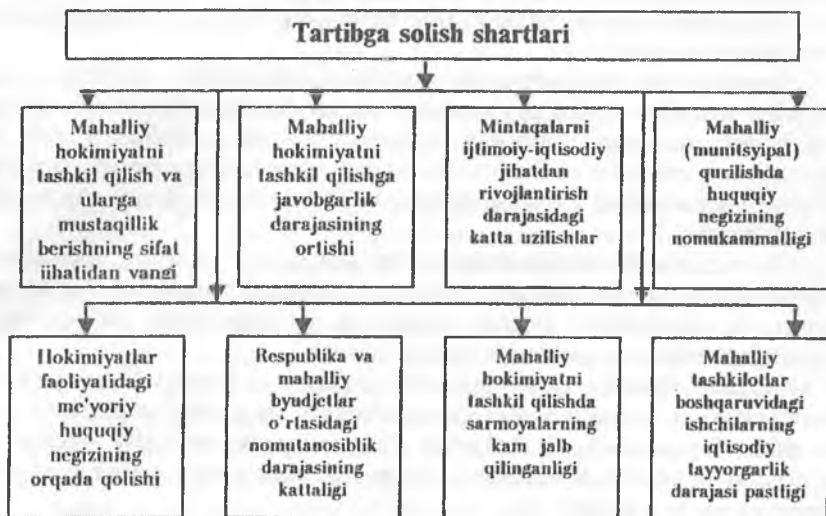 Tartibga solish shartlari
Mahalliy
hokimiyatni
tashkil qilish va
ularga
mustaqillik
berishning sifat
jihatidan yangi
Mahalliy
hokimiyatni
tashkil qilishga
javobgarlik
darajasining
ortishi
Mintaqalarni
ijtimoiy-iqtisodiy
jihatdan
rivojlantirish
darajasidagi
katta uzilishlar
Mahalliy
(munitsyipal)
qurilishda
huquqiy
negizining
nomukammalligi
Hokimiyatlar
faoliyatidagi
me'yoriy
huquqiy
negizining
orqada qolishi
Respublika va
mahalliy
byudjetlar
o'rtasidagi
nomutanosiblik
darajasining
kattaligi
Mahalliy
hokimiyatni
tashkil qilishda
sarmoyalarning
kam jalb
qilinganligi
Mahalliy
tashkilotlar
boshqaruvidagi
ishchilarning
iqtisodiy
tayyorgarlik
darajasi pastligi